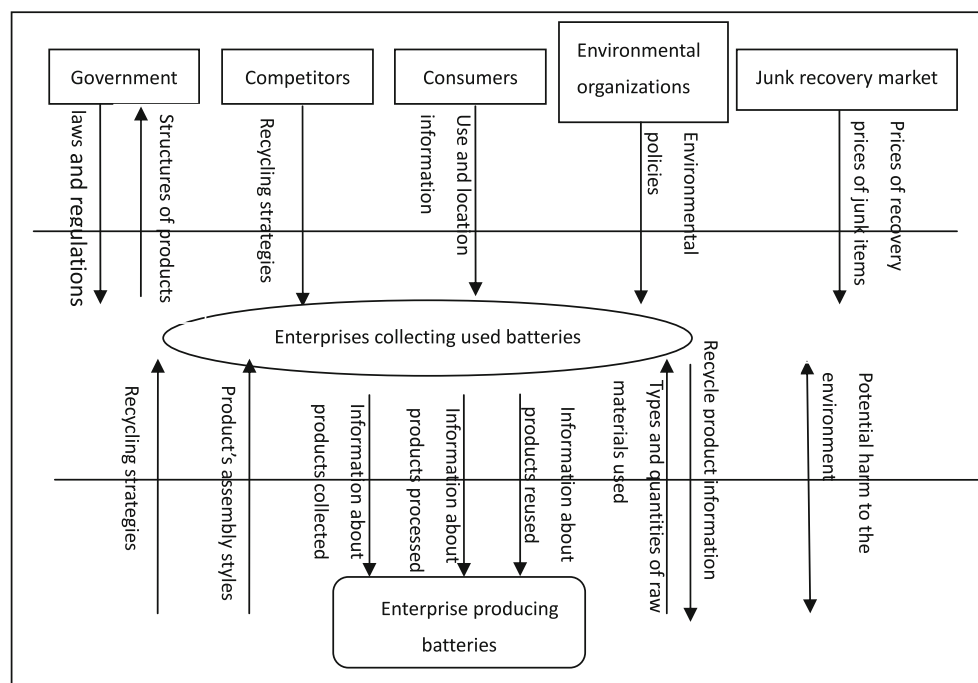 Government
Competitors
Consumers
Environmental
organizations
Junk recovery market
laws and regulations
Structures of products
Recycling strategies
Use and location
information
Environmental
policies
Prices of recovery
prices of junk items
Enterprises collecting used batteries
Recycling strategies
Product's assembly styles
Information about
products collected
Information about
products processed
Information about
products reused
Types and quantities of raw
materials used
Recycle product information
Potential harm to the
environment
Enterprise producing
batteries